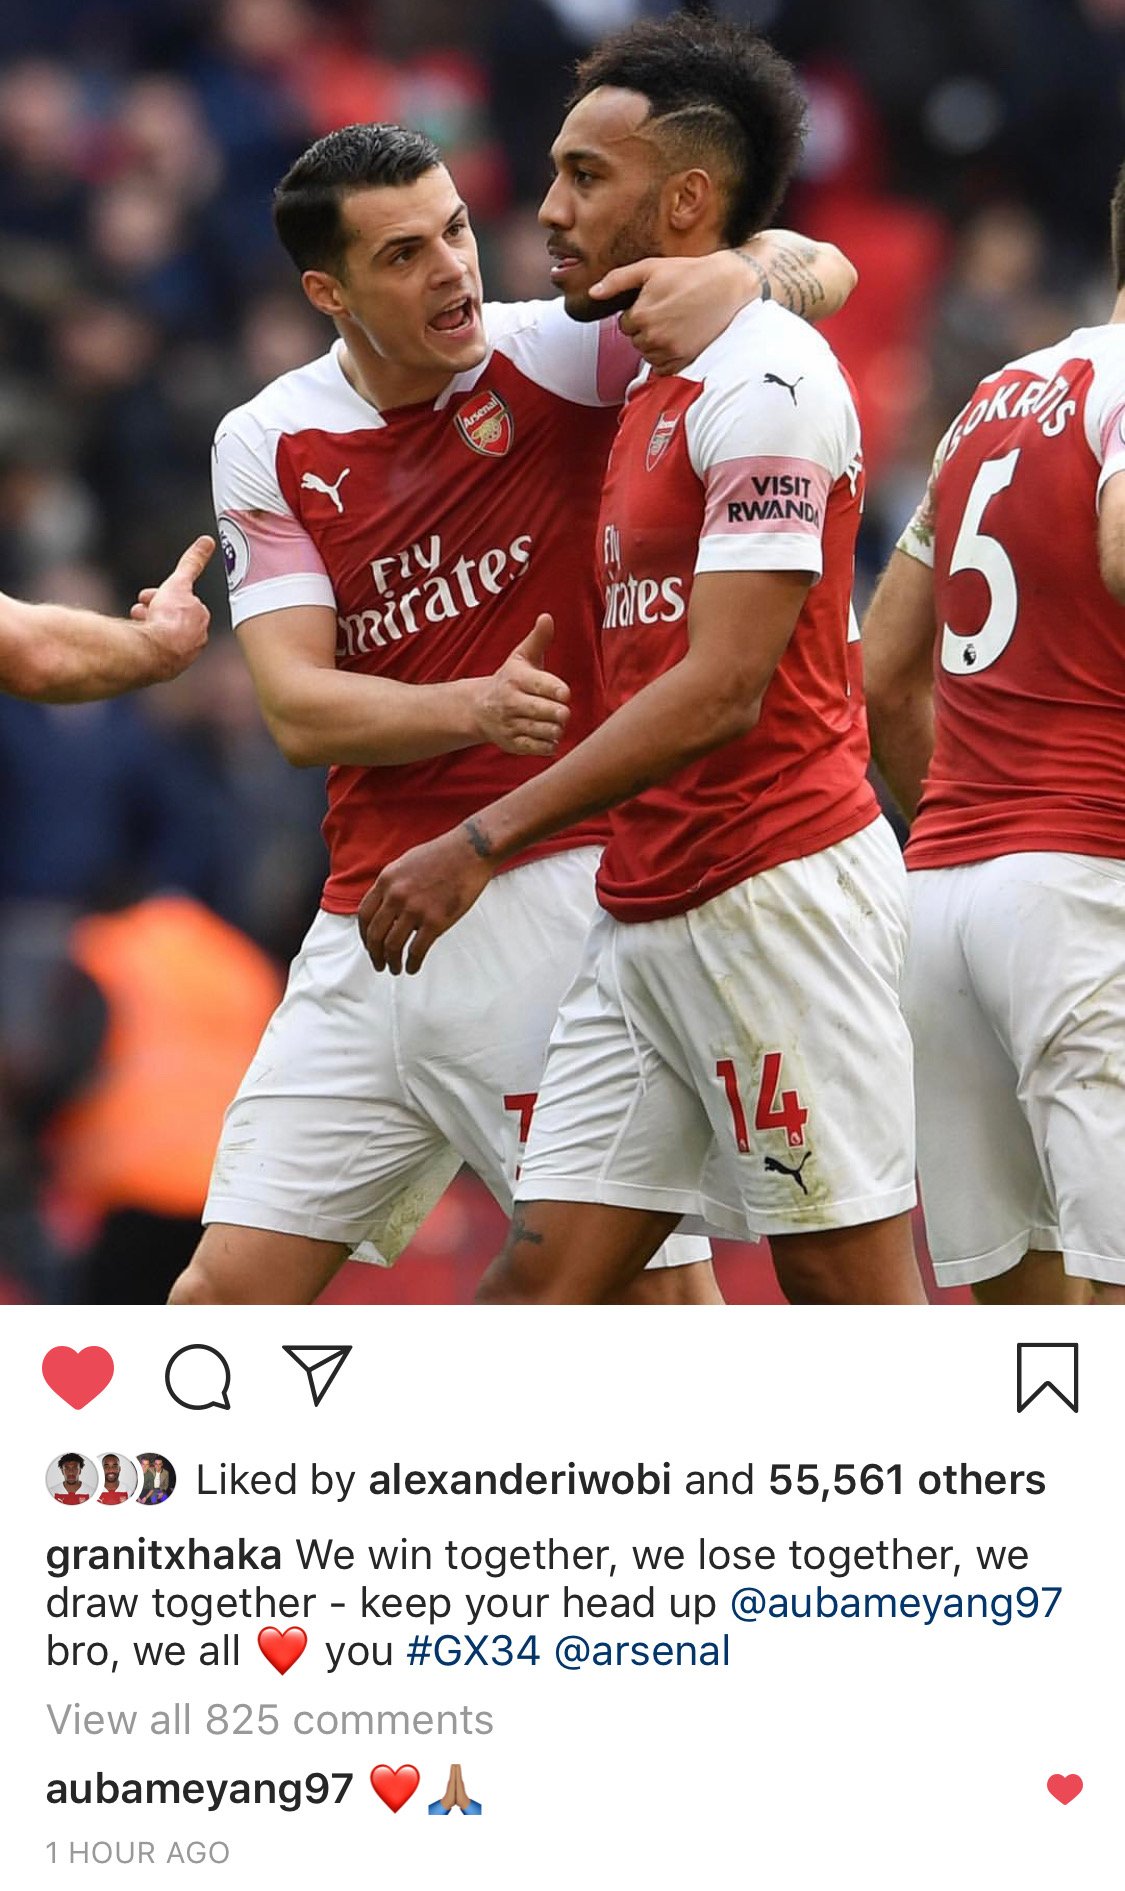 SOKRATIS
5
Arsenal
VISIT
RWANDA
Fly
Emirates
Fly
Emirates
14
Liked by alexanderiwobi and 55,561 others
granitxhaka We win together, we lose together, we
draw together - keep your head up @aubameyang97
bro, we all ❤️ you #GX34 @arsenal
View all 825 comments
aubameyang97 ❤️🙏🏽
1 HOUR AGO